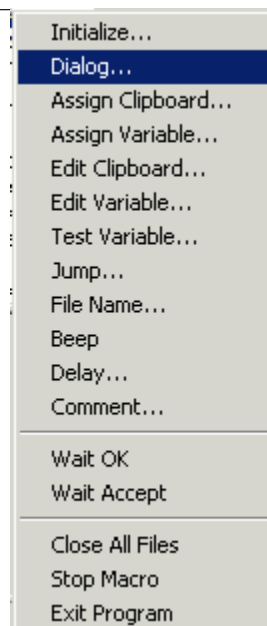 Initialize...
Dialog...
Assign Clipboard...
Assign Variable...
Edit Clipboard...
Edit Variable...
Test Variable...
Jump...
File Name...
Beep
Delay...
Comment...
Wait OK
Wait Accept
Close All Files
Stop Macro
Exit Program